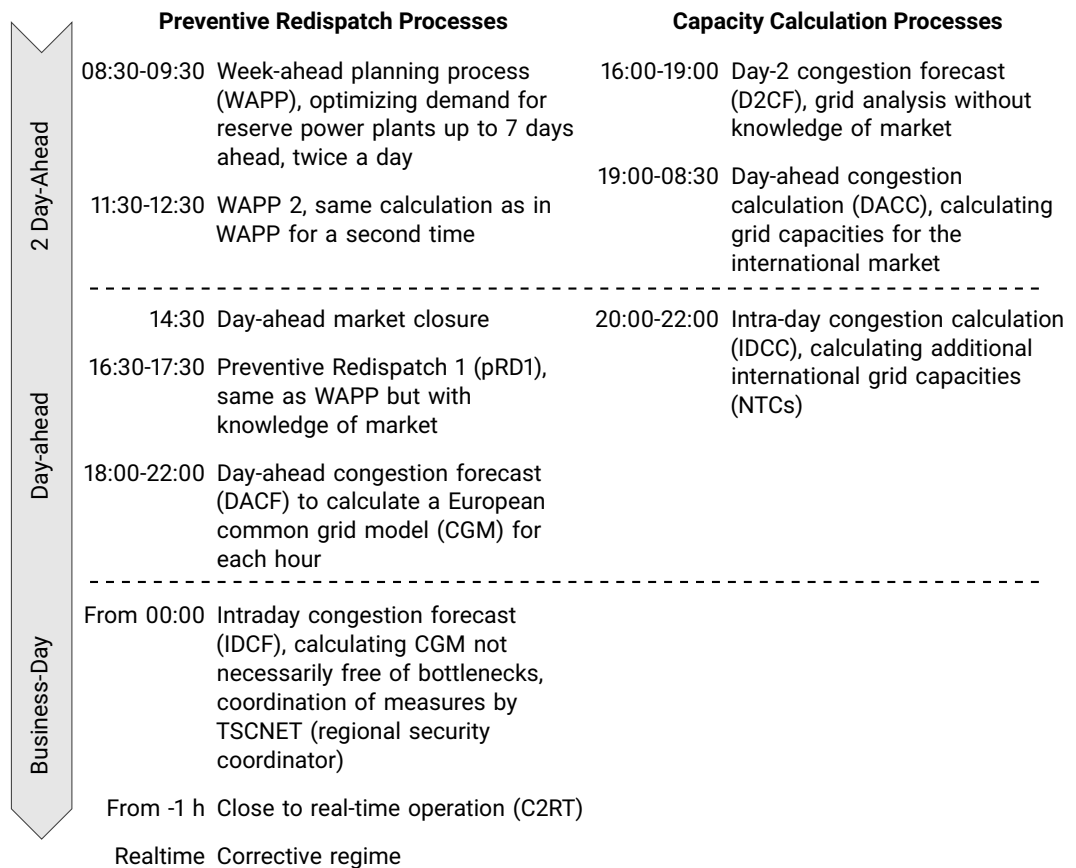 Preventive Redispatch Processes
Capacity Calculation Processes
2 Day-Ahead
08:30-09:30 Week-ahead planning process
(WAPP), optimizing demand for
reserve power plants up to 7 days
ahead, twice a day
11:30-12:30 WAPP 2, same calculation as in
WAPP for a second time
16:00-19:00 Day-2 congestion forecast
(D2CF), grid analysis without
knowledge of market
19:00-08:30 Day-ahead congestion
calculation (DACC), calculating
grid capacities for the
international market
Day-ahead
14:30 Day-ahead market closure
16:30-17:30 Preventive Redispatch 1 (pRD1),
same as WAPP but with
knowledge of market
18:00-22:00 Day-ahead congestion forecast
(DACF) to calculate a European
common grid model (CGM) for
each hour
20:00-22:00 Intra-day congestion calculation
(IDCC), calculating additional
international grid capacities
(NTCs)
Business-Day
From 00:00 Intraday congestion forecast
(IDCF), calculating CGM not
necessarily free of bottlenecks,
coordination of measures by
TSCNET (regional security
coordinator)
From -1 h Close to real-time operation (C2RT)
Realtime Corrective regime